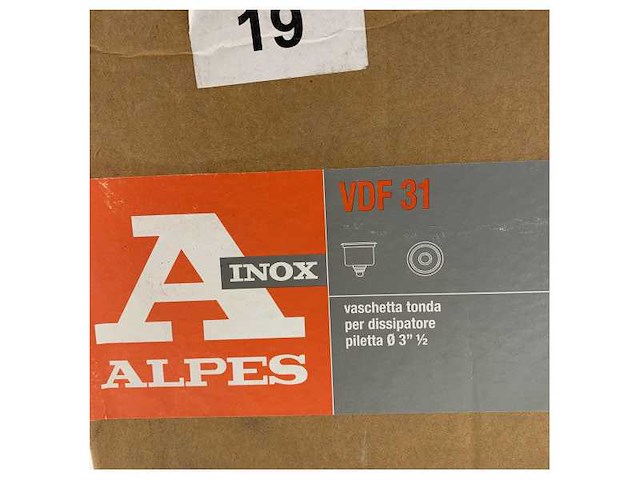 19
A INOX
ALPES
VDF 31
vaschetta tonda
per dissipatore
piletta Ø 3” ½